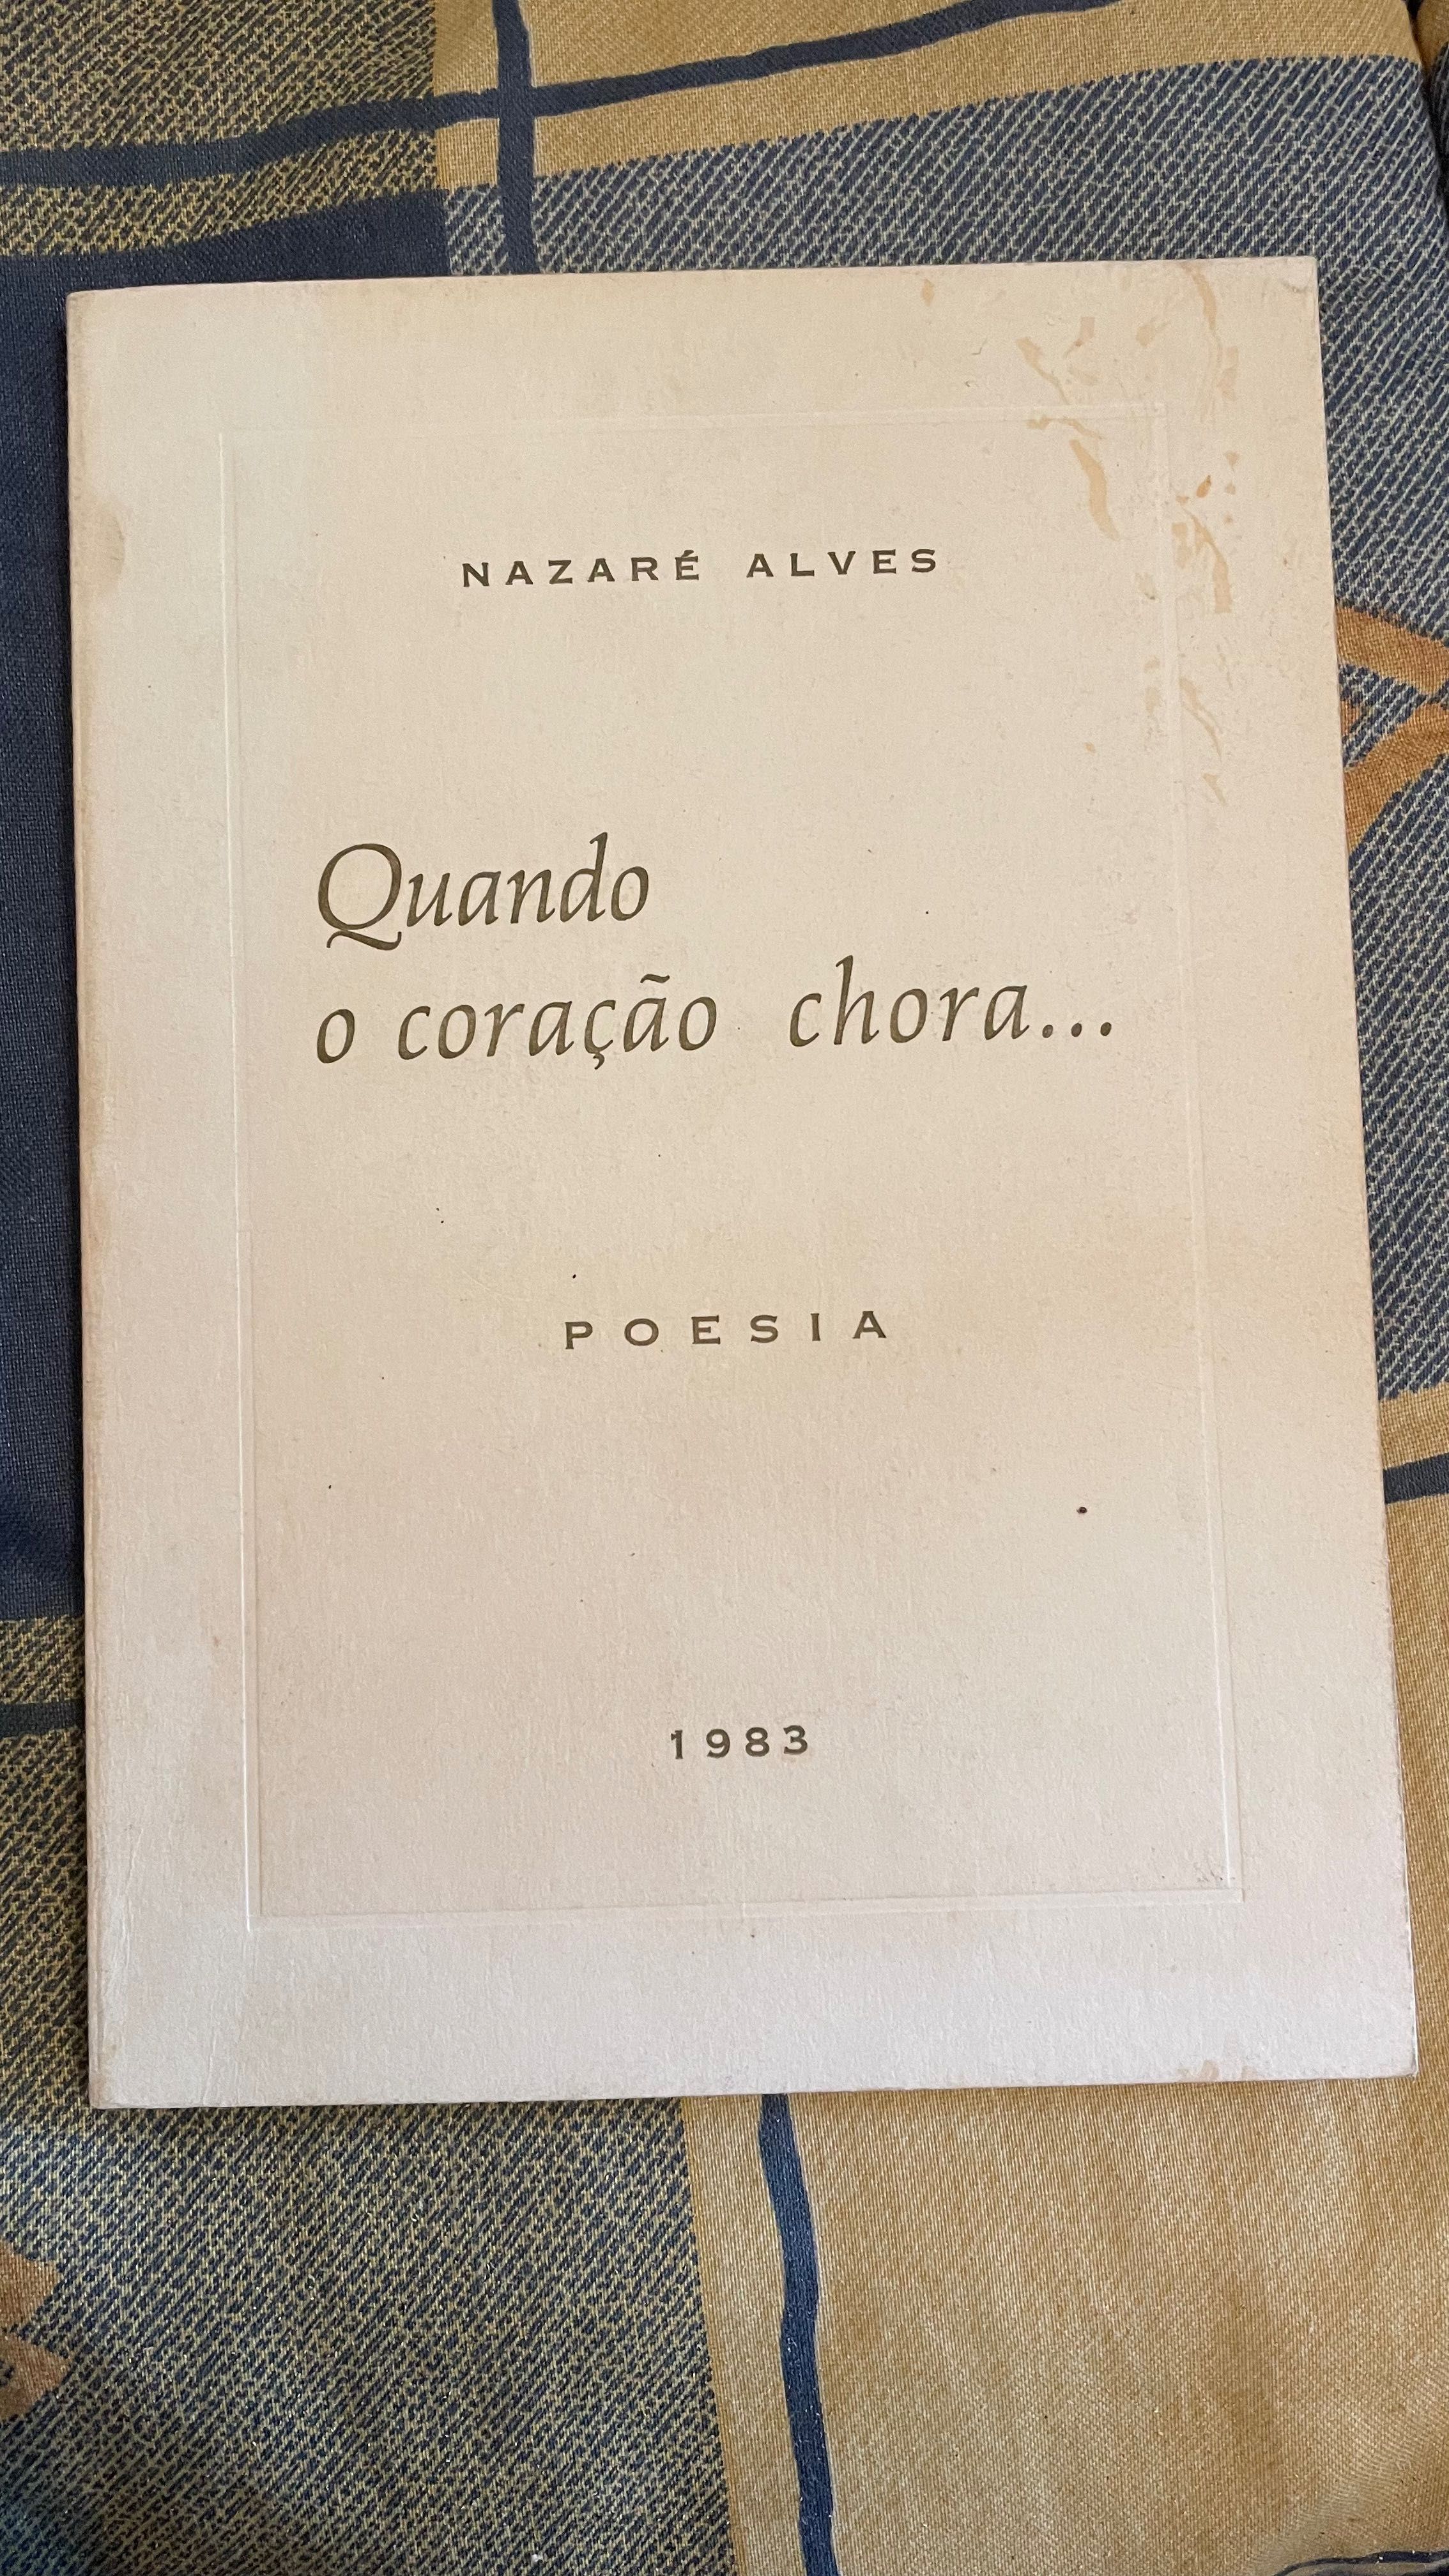 NAZARÉ ALVES
Quando
o coração chora...
POESIA
1983